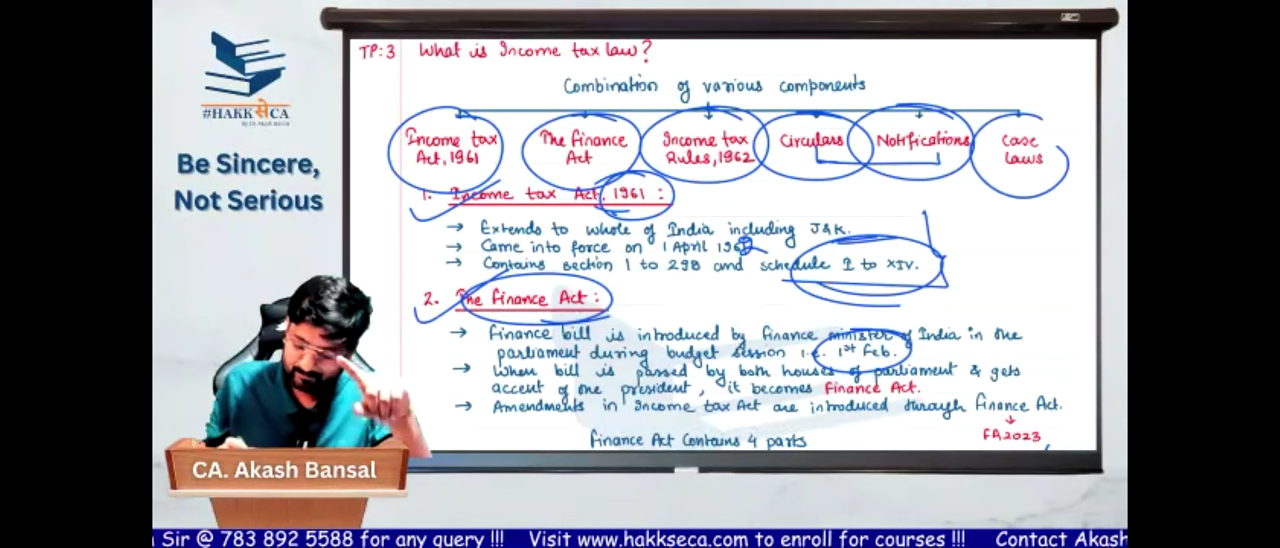 TP:3 What is Income tax law?
Combination of various components
Income tax Act, 1961
The Finance Act
Income tax Rules, 1962
Circulars
Notifications
Case laws
1. Income tax Act, 1961 :
→ Extends to whole of India including J&K.
→ Came into force on 1 April 1962
→ Contains section 1 to 298 and schedule I to XIV.
2. The Finance Act :
→ Finance bill is introduced by finance minister of India in the
parliament during budget session i.e. 1st Feb.
→ When bill is passed by both houses of parliament & gets
accent of the president, it becomes Finance Act.
→ Amendments in Income tax Act are introduced through Finance Act.
↓
FA2023
Finance Act Contains 4 parts
#HAKKसेCA
by CA Akash Bansal
Be Sincere,
Not Serious
CA. Akash Bansal
Sir @ 783 892 5588 for any query !!! Visit www.hakkseca.com to enroll for courses !!! Contact Akash